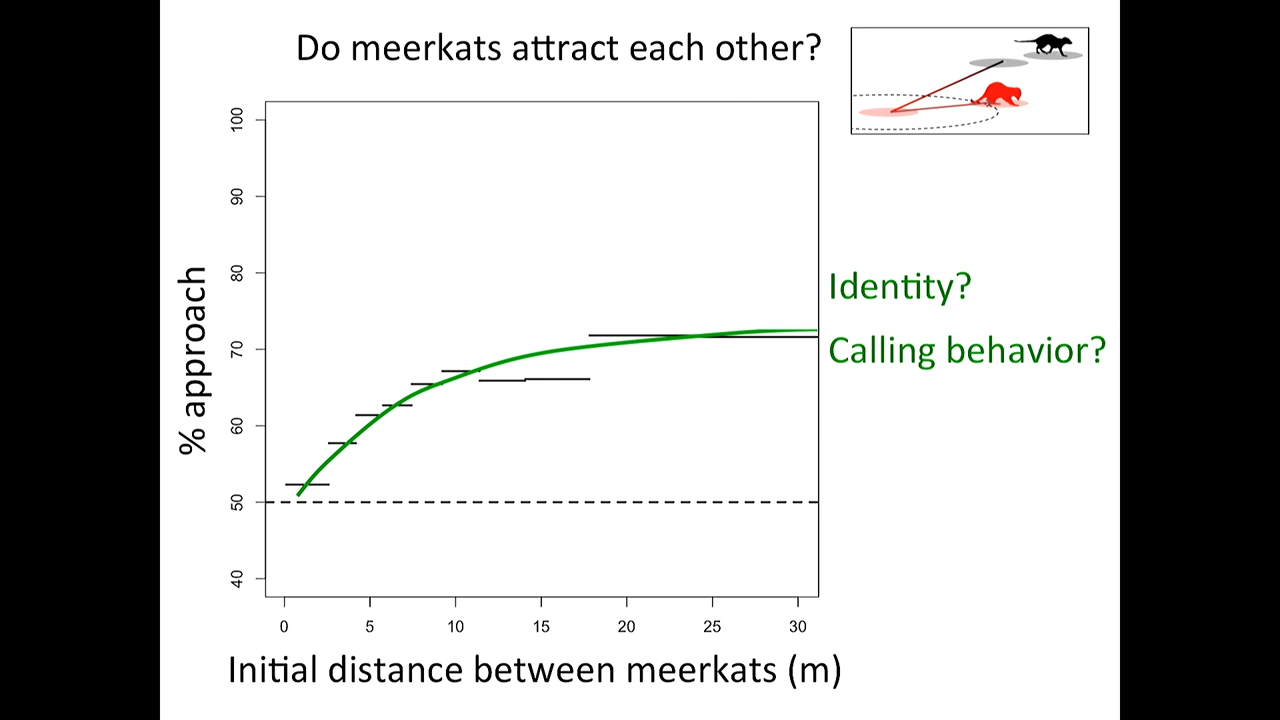 Do meerkats attract each other?
100
90
80
70
60
50
40
% approach
Identity?
Calling behavior?
0 5 10 15 20 25 30
Initial distance between meerkats (m)